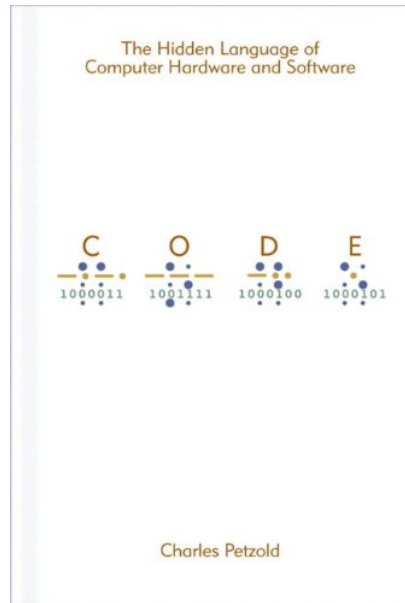 The Hidden Language of
Computer Hardware and Software
C O D E
1000011 1001111 1000100 1000101
Charles Petzold